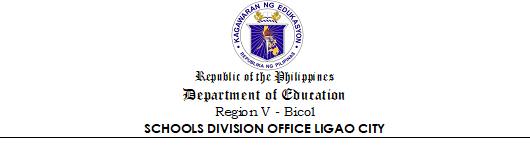 KAGAWARAN NG EDUKASYON
REPUBLIKA NG PILIPINAS
Republic of the Philippines
Department of Education
Region V - Bicol
SCHOOLS DIVISION OFFICE LIGAO CITY